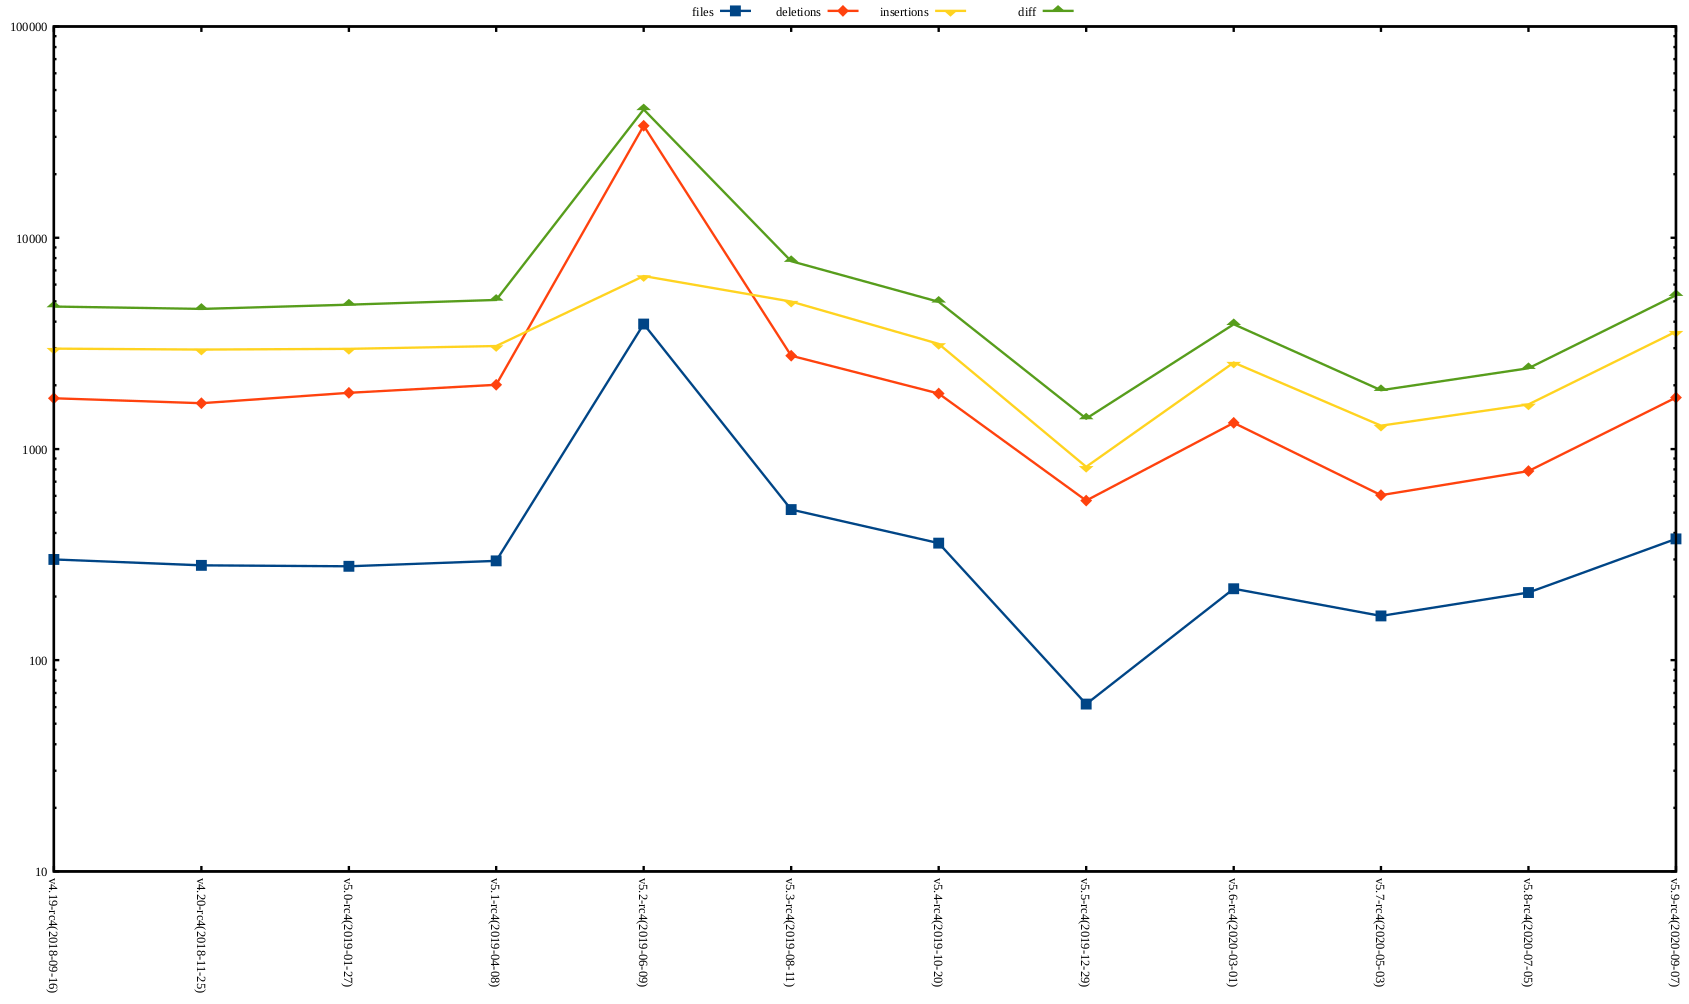 files deletions insertions diff
100000
10000
1000
100
10
v4.19-rc4(2018-09-16)
v4.20-rc4(2018-11-25)
v5.0-rc4(2019-01-27)
v5.1-rc4(2019-04-08)
v5.2-rc4(2019-06-09)
v5.3-rc4(2019-08-11)
v5.4-rc4(2019-10-20)
v5.5-rc4(2019-12-29)
v5.6-rc4(2020-03-01)
v5.7-rc4(2020-05-03)
v5.8-rc4(2020-07-05)
v5.9-rc4(2020-09-07)